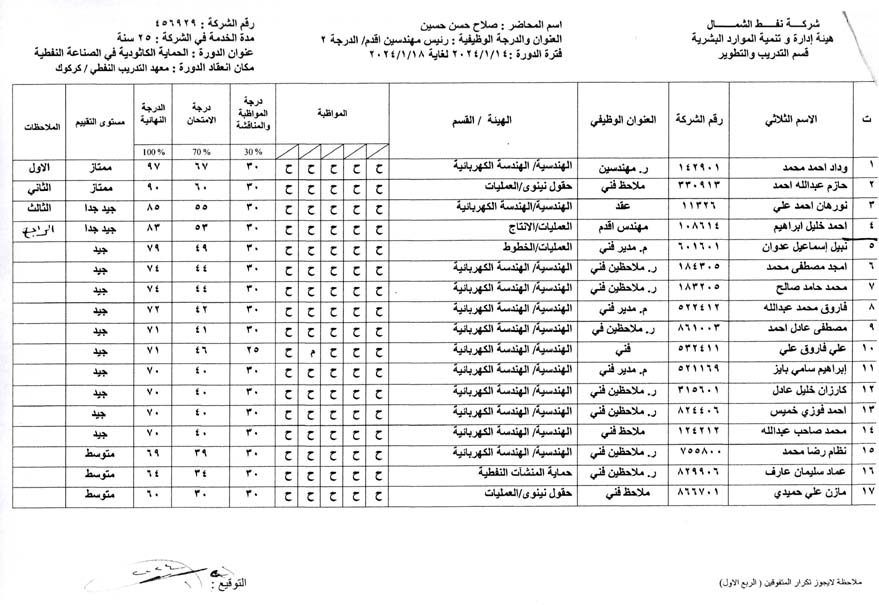 شركة نفط الشمال
هيئة إدارة و تنمية الموارد البشرية
قسم التدريب والتطوير
اسم المحاضر : صلاح حسن حسين
العنوان والدرجة الوظيفية : رئيس مهندسين اقدم/ الدرجة ٢
فترة الدورة : ٢٠٢٤/١/١٤ لغاية ٢٠٢٤/١/١٨
رقم الشركة : ٤٥٦٩٢٩
مدة الخدمة في الشركة : ٢٥ سنة
عنوان الدورة : الحماية الكاثودية في الصناعة النفطية
مكان انعقاد الدورة : معهد التدريب النفطي / كركوك
ت الاسم الثلاثي رقم الشركة العنوان الوظيفي الهيئة / القسم المواظبة درجة المواظبة والمناقشة 30 % درجة الامتحان 70 % الدرجة النهائية 100 % مستوى التقييم الملاحظات
١ وداد احمد محمد ١٤٢٩٠١ ر. مهندسين الهندسية/ الهندسة الكهربائية ح ح ح ح ح ٣٠ ٦٧ ٩٧ ممتاز الاول
٢ حازم عبدالله احمد ٣٣٠٩١٣ ملاحظ فني حقول نينوى/العمليات ح ح ح ح ح ٣٠ ٦٠ ٩٠ ممتاز الثاني
٣ نورهان احمد علي ١١٣٢٦ عقد الهندسية/الهندسة الكهربائية ح ح ح ح ح ٣٠ ٥٥ ٨٥ جيد جدا الثالث
٤ احمد خليل ابراهيم ١٠٨٦١٤ مهندس اقدم العمليات/الانتاج ح ح ح ح ح ٣٠ ٥٣ ٨٣ جيد جدا الرابع
٥ نبيل إسماعيل عدوان ٦٠١٦٠١ م. مدير فني العمليات/الخطوط ح ح ح ح ح ٣٠ ٤٩ ٧٩ جيد
٦ امجد مصطفى محمد ١٨٤٣٠٥ ر. ملاحظين فني الهندسية/ الهندسة الكهربائية ح ح ح ح ح ٣٠ ٤٤ ٧٤ جيد
٧ محمد حامد صالح ١٨٣٢٠٥ ر. ملاحظين فني الهندسية/ الهندسة الكهربائية ح ح ح ح ح ٣٠ ٤٤ ٧٤ جيد
٨ فاروق محمد عبدالله ٥٢٢٤١٢ م. مدير فني الهندسية/ الهندسة الكهربائية ح ح ح ح ح ٣٠ ٤٢ ٧٢ جيد
٩ مصطفى عادل احمد ٨٦١٠٠٣ ر. ملاحظين في الهندسية/ الهندسة الكهربائية ح ح ح ح ح ٣٠ ٤١ ٧١ جيد
١٠ علي فاروق علي ٥٣٢٤١١ فني الهندسية/ الهندسة الكهربائية ح ح ح م ح ٢٥ ٤٦ ٧١ جيد
١١ إبراهيم سامي بايز ٥٢١١٦٩ م. مدير فني الهندسية/ الهندسة الكهربائية ح ح ح ح ح ٣٠ ٤٠ ٧٠ جيد
١٢ كارزان خليل عادل ٣١٥٦٠١ ر. ملاحظين فني الهندسية/ الهندسة الكهربائية ح ح ح ح ح ٣٠ ٤٠ ٧٠ جيد
١٣ احمد فوزي خميس ٨٢٤٤٠٦ ر. ملاحظين فني الهندسية/ الهندسة الكهربائية ح ح ح ح ح ٣٠ ٤٠ ٧٠ جيد
١٤ محمد صاحب عبدالله ١٢٤٢١٢ ملاحظ فني الهندسية/ الهندسة الكهربائية ح ح ح ح ح ٣٠ ٤٠ ٧٠ جيد
١٥ نظام رضا محمد ٧٥٥٨٠٠ ر. ملاحظين فني الهندسية/ الهندسة الكهربائية ح ح ح ح ح ٣٠ ٣٩ ٦٩ متوسط
١٦ عماد سليمان عارف ٨٢٩٩٠٦ ر. ملاحظين فني حماية المنشآت النفطية ح ح ح ح ح ٣٠ ٣٤ ٦٤ متوسط
١٧ مازن علي حميدي ٨٦٦٧٠١ ملاحظ فني حقول نينوى/العمليات ح ح ح ح ح ٣٠ ٣٠ ٦٠ متوسط
ملاحظة لايجوز تكرار المتفوقين ( الربع الاول)
التوقيع :